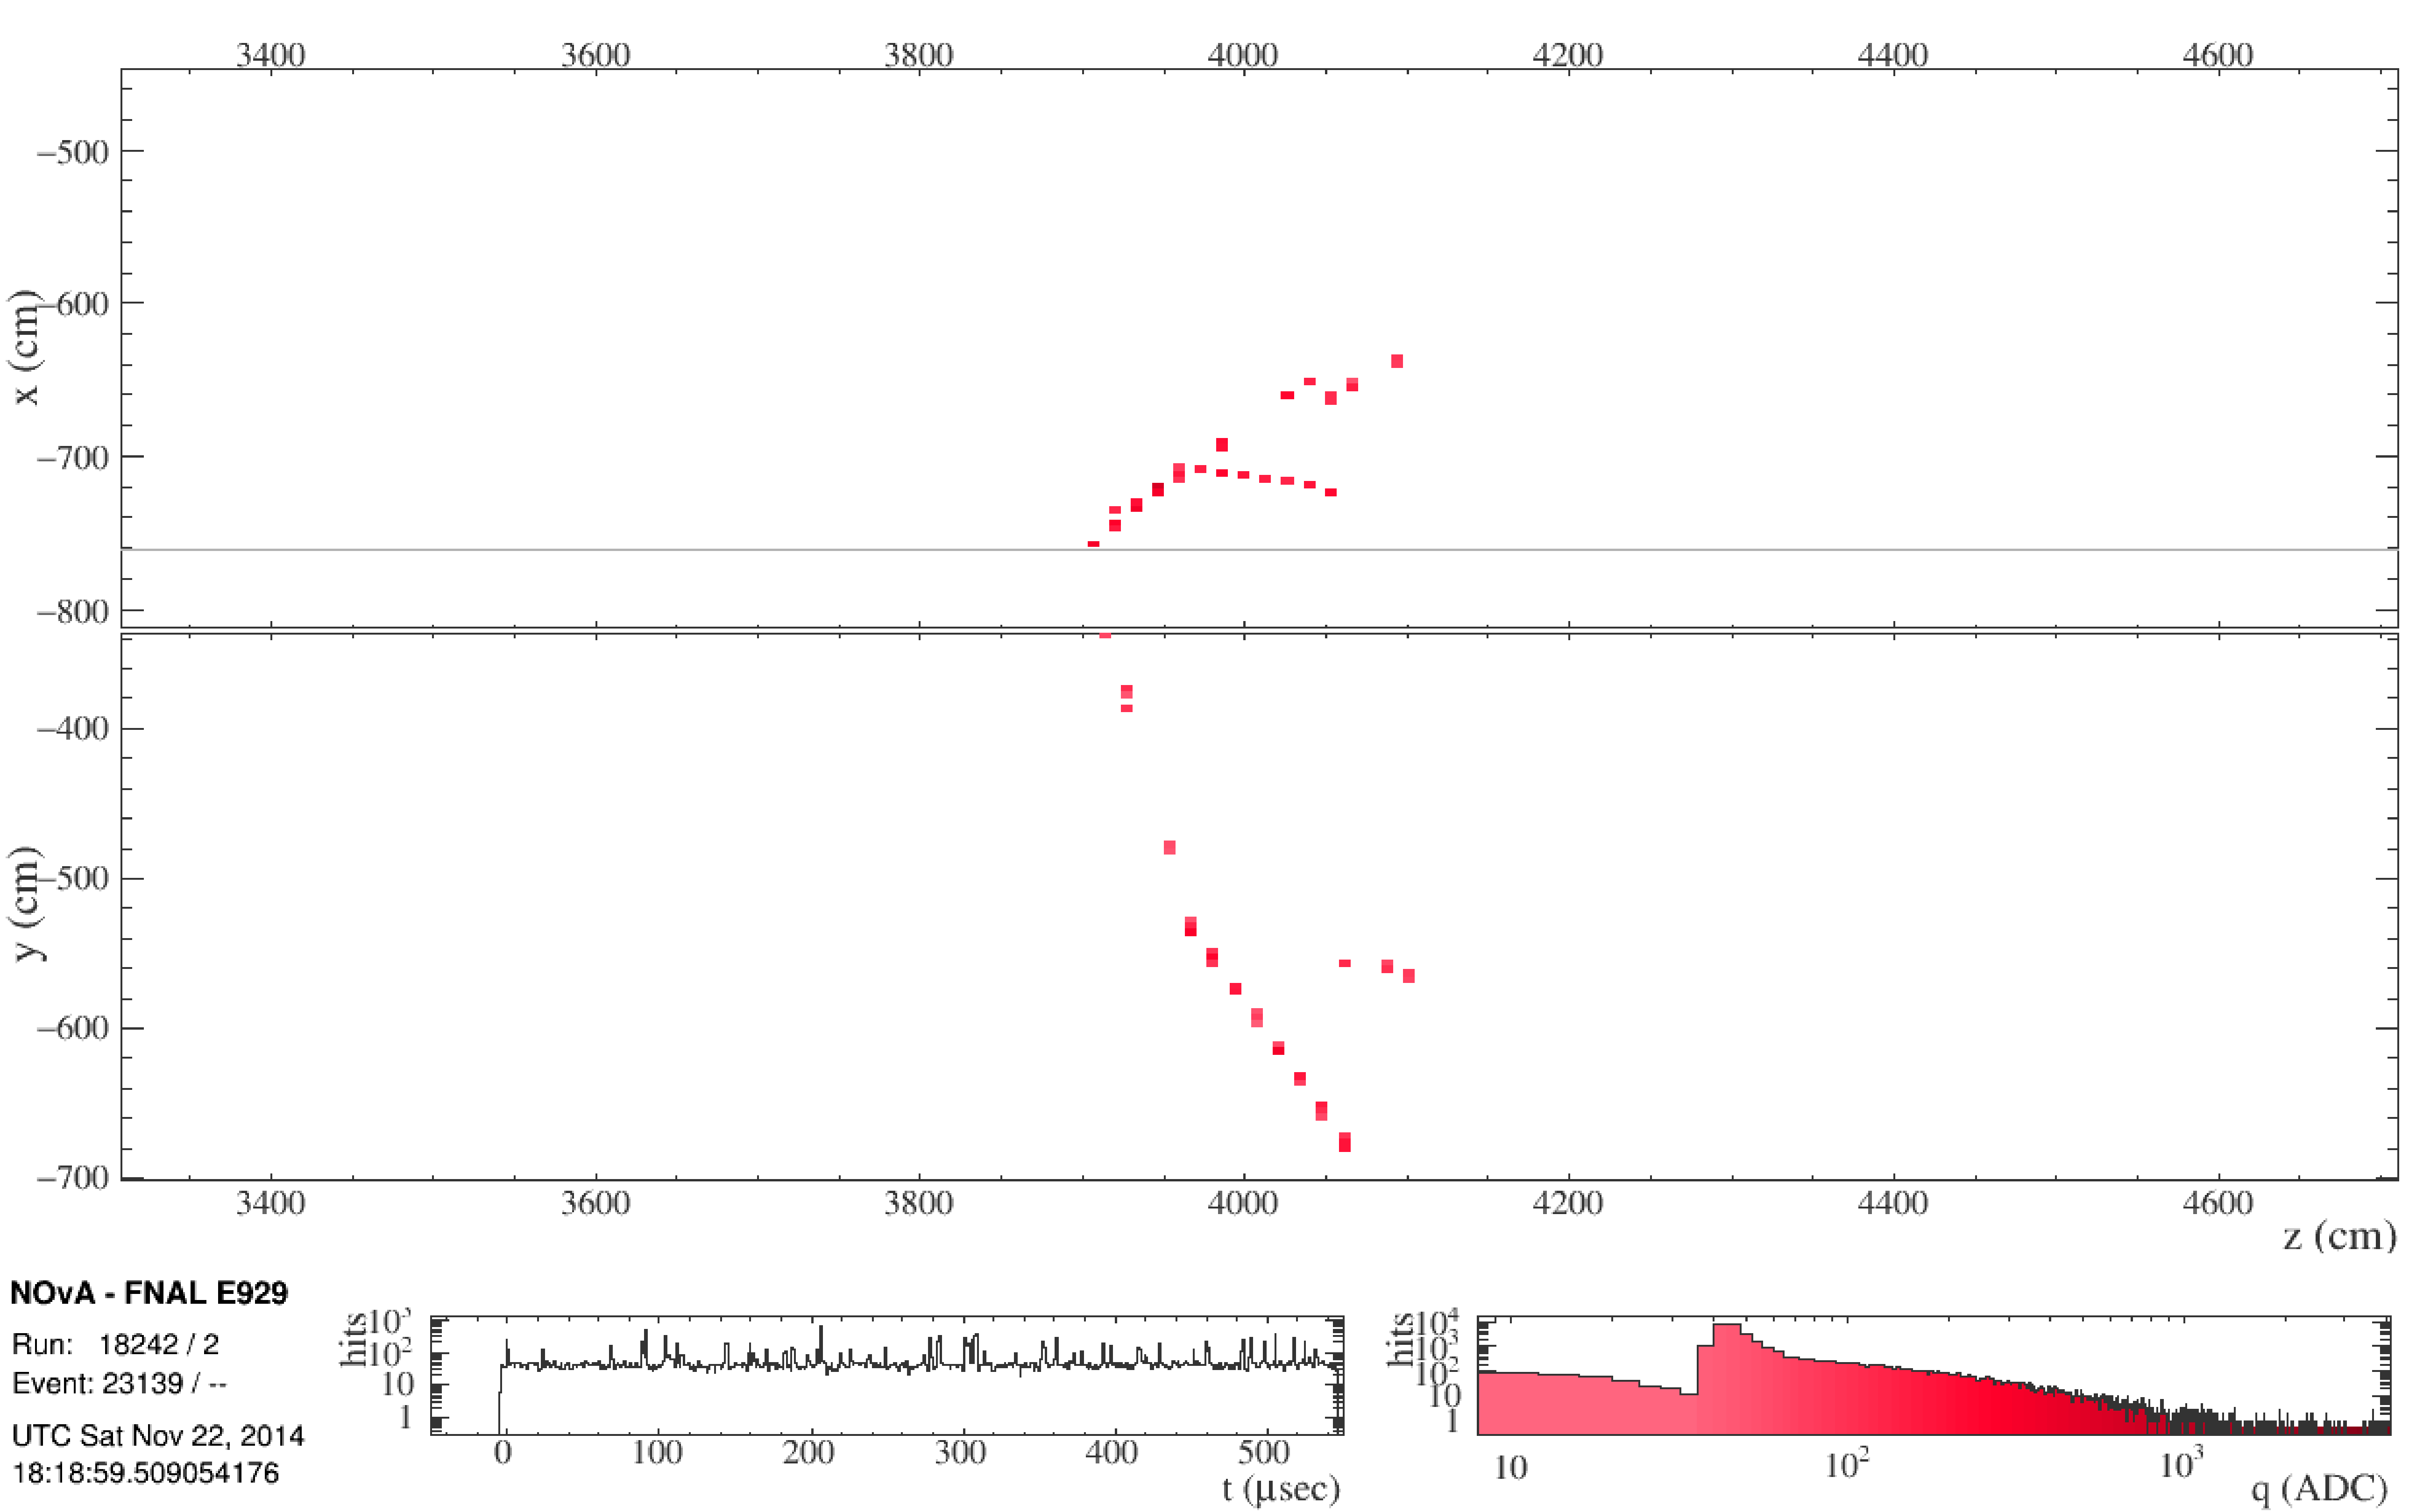 3400 3600 3800 4000 4200 4400 4600
−500
−600
−700
−800
x (cm)
−400
−500
−600
−700
y (cm)
3400 3600 3800 4000 4200 4400 4600
z (cm)
NOvA - FNAL E929
Run: 18242 / 2
Event: 23139 / --
UTC Sat Nov 22, 2014
18:18:59.509054176
hits
10³
10²
10
1
0 100 200 300 400 500
t (μsec)
hits
10⁴
10³
10²
10
1
10 10² 10³
q (ADC)